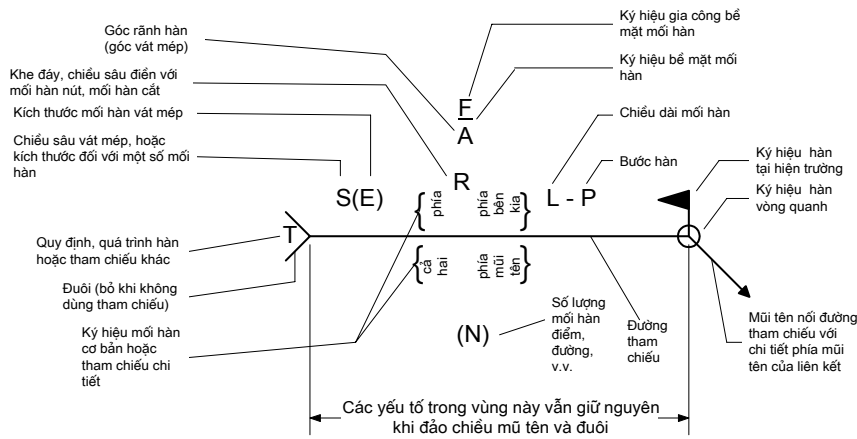 Góc rãnh hàn
(góc vát mép)
Khe đáy, chiều sâu điền với
mối hàn nút, mối hàn cắt
Kích thước mối hàn vát mép
Chiều sâu vát mép, hoặc
kích thước đối với một số mối
hàn
Ký hiệu gia công bề
mặt mối hàn
Ký hiệu bề mặt mối
hàn
Chiều dài mối hàn
Bước hàn
Ký hiệu hàn
tại hiện trường
Ký hiệu hàn
vòng quanh
F
A
R
S(E)
{ phía
phía
bên
kia }
L - P
T
{ cả
hai
phía
mũi
tên }
Quy định, quá trình hàn
hoặc tham chiếu khác
Đuôi (bỏ khi không
dùng tham chiếu)
Ký hiệu mối hàn
cơ bản hoặc
tham chiếu chi
tiết
(N)
Số lượng
mối hàn
điểm,
đường,
v.v.
Đường
tham
chiếu
Mũi tên nối đường
tham chiếu với
chi tiết phía mũi
tên của liên kết
Các yếu tố trong vùng này vẫn giữ nguyên
khi đảo chiều mũ tên và đuôi